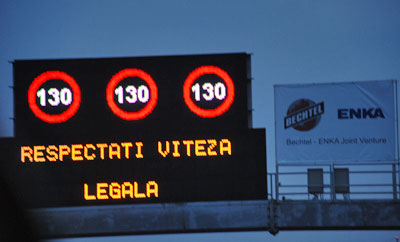 130 130 130
RESPECTATI VITEZA
LEGALA
BECHTEL ENKA
Bechtel - ENKA Joint Venture